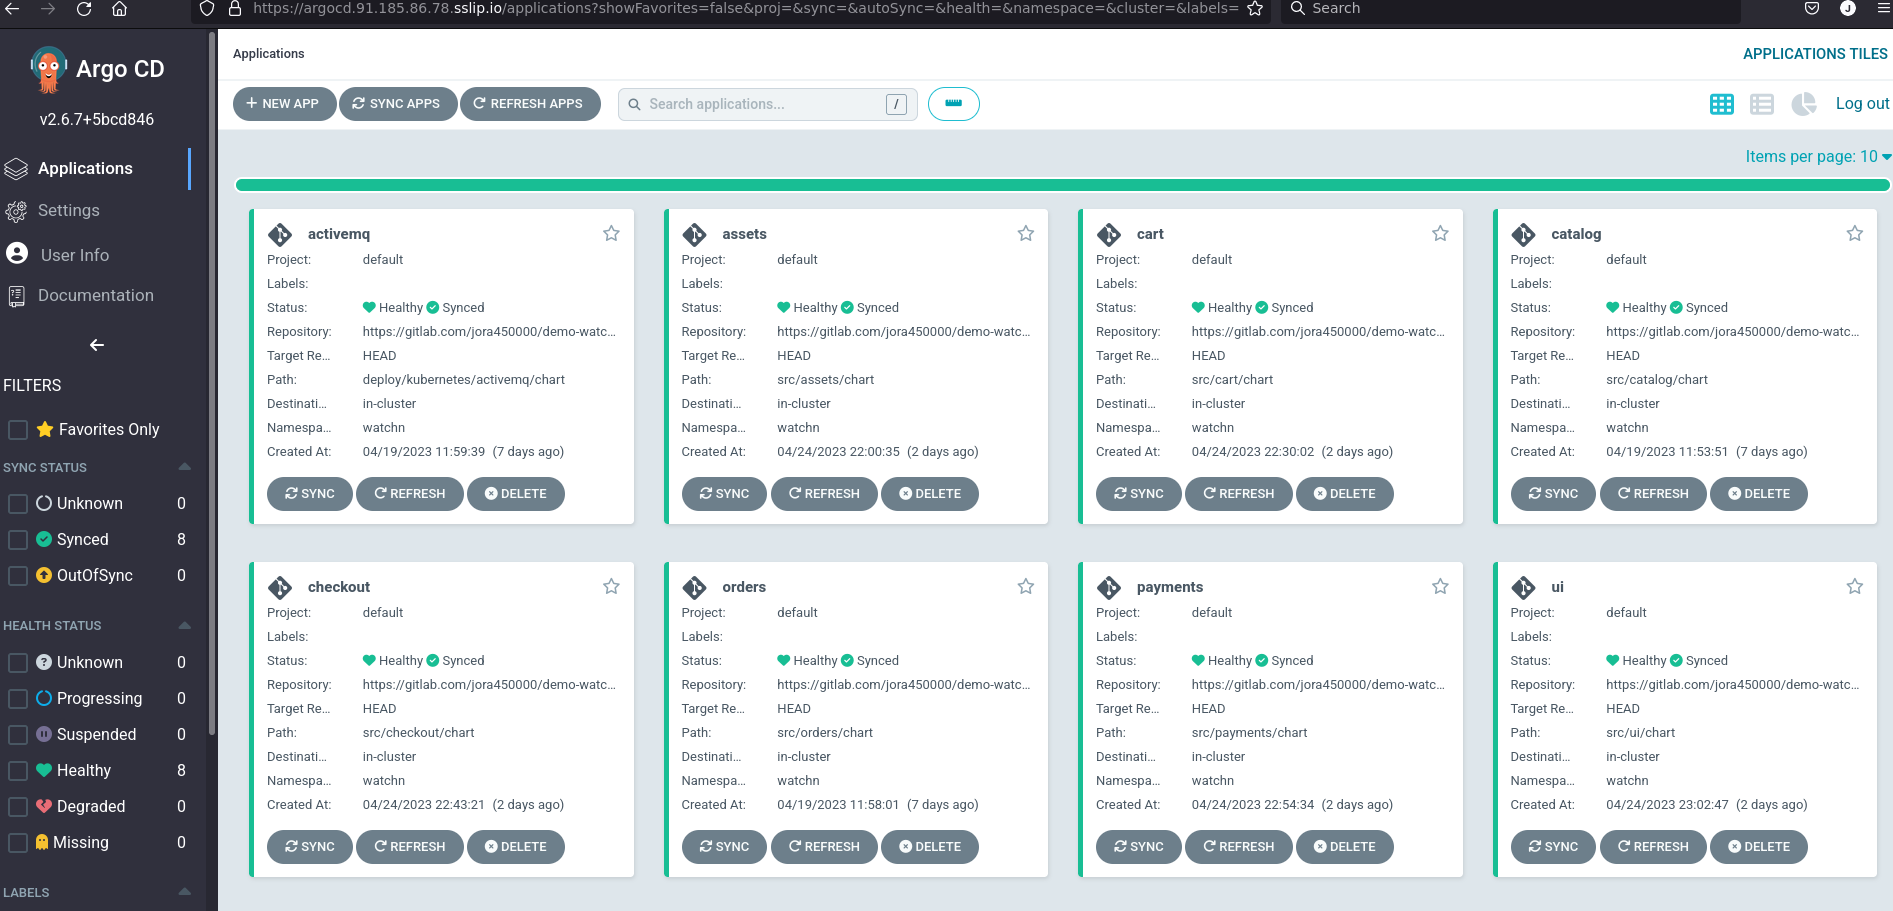 https://argocd.91.185.86.78.sslip.io/applications?showFavorites=false&proj=&sync=&autoSync=&health=&namespace=&cluster=&labels=
Search
J
Argo CD
v2.6.7+5bcd846
Applications
Settings
User Info
Documentation
FILTERS
Favorites Only
SYNC STATUS
Unknown 0
Synced 8
OutOfSync 0
HEALTH STATUS
Unknown 0
Progressing 0
Suspended 0
Healthy 8
Degraded 0
Missing 0
LABELS
Applications
APPLICATIONS TILES
NEW APP
SYNC APPS
REFRESH APPS
Search applications...
/
Log out
Items per page: 10
activemq
Project: default
Labels:
Status: Healthy Synced
Repository: https://gitlab.com/jora450000/demo-watc...
Target Re... HEAD
Path: deploy/kubernetes/activemq/chart
Destinati... in-cluster
Namespa... watchn
Created At: 04/19/2023 11:59:39 (7 days ago)
SYNC REFRESH DELETE
assets
Project: default
Labels:
Status: Healthy Synced
Repository: https://gitlab.com/jora450000/demo-watc...
Target Re... HEAD
Path: src/assets/chart
Destinati... in-cluster
Namespa... watchn
Created At: 04/24/2023 22:00:35 (2 days ago)
SYNC REFRESH DELETE
cart
Project: default
Labels:
Status: Healthy Synced
Repository: https://gitlab.com/jora450000/demo-watc...
Target Re... HEAD
Path: src/cart/chart
Destinati... in-cluster
Namespa... watchn
Created At: 04/24/2023 22:30:02 (2 days ago)
SYNC REFRESH DELETE
catalog
Project: default
Labels:
Status: Healthy Synced
Repository: https://gitlab.com/jora450000/demo-watc...
Target Re... HEAD
Path: src/catalog/chart
Destinati... in-cluster
Namespa... watchn
Created At: 04/19/2023 11:53:51 (7 days ago)
SYNC REFRESH DELETE
checkout
Project: default
Labels:
Status: Healthy Synced
Repository: https://gitlab.com/jora450000/demo-watc...
Target Re... HEAD
Path: src/checkout/chart
Destinati... in-cluster
Namespa... watchn
Created At: 04/24/2023 22:43:21 (2 days ago)
SYNC REFRESH DELETE
orders
Project: default
Labels:
Status: Healthy Synced
Repository: https://gitlab.com/jora450000/demo-watc...
Target Re... HEAD
Path: src/orders/chart
Destinati... in-cluster
Namespa... watchn
Created At: 04/19/2023 11:58:01 (7 days ago)
SYNC REFRESH DELETE
payments
Project: default
Labels:
Status: Healthy Synced
Repository: https://gitlab.com/jora450000/demo-watc...
Target Re... HEAD
Path: src/payments/chart
Destinati... in-cluster
Namespa... watchn
Created At: 04/24/2023 22:54:34 (2 days ago)
SYNC REFRESH DELETE
ui
Project: default
Labels:
Status: Healthy Synced
Repository: https://gitlab.com/jora450000/demo-watc...
Target Re... HEAD
Path: src/ui/chart
Destinati... in-cluster
Namespa... watchn
Created At: 04/24/2023 23:02:47 (2 days ago)
SYNC REFRESH DELETE